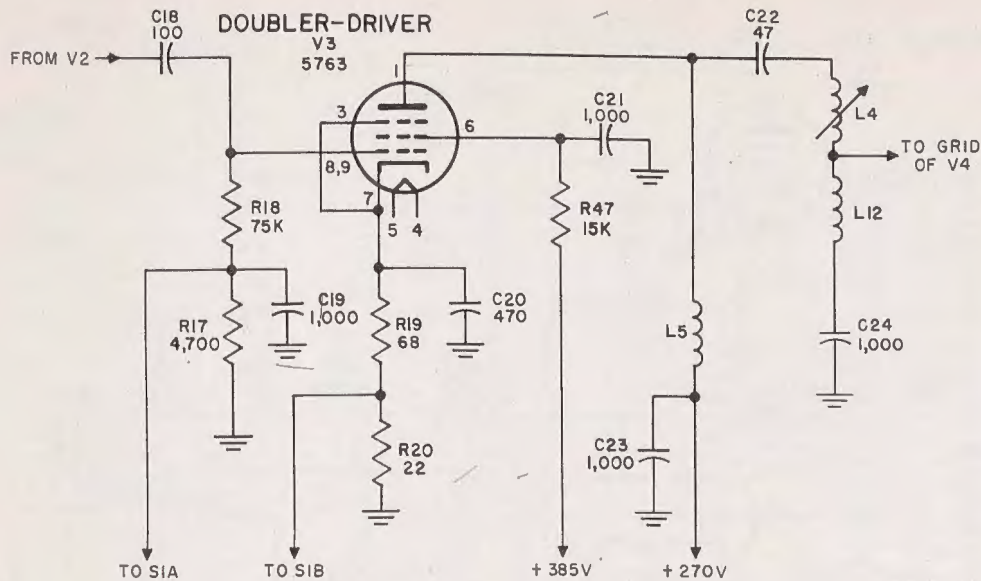 DOUBLER-DRIVER
V3
5763
C18
100
FROM V2
C22
47
1
3
6
8,9
7
5
4
C21
1,000
L4
TO GRID
OF V4
R18
75K
R47
15K
L12
C19
1,000
C20
470
R17
4,700
R19
68
L5
C24
1,000
R20
22
C23
1,000
TO S1A
TO S1B
+ 385V
+ 270V